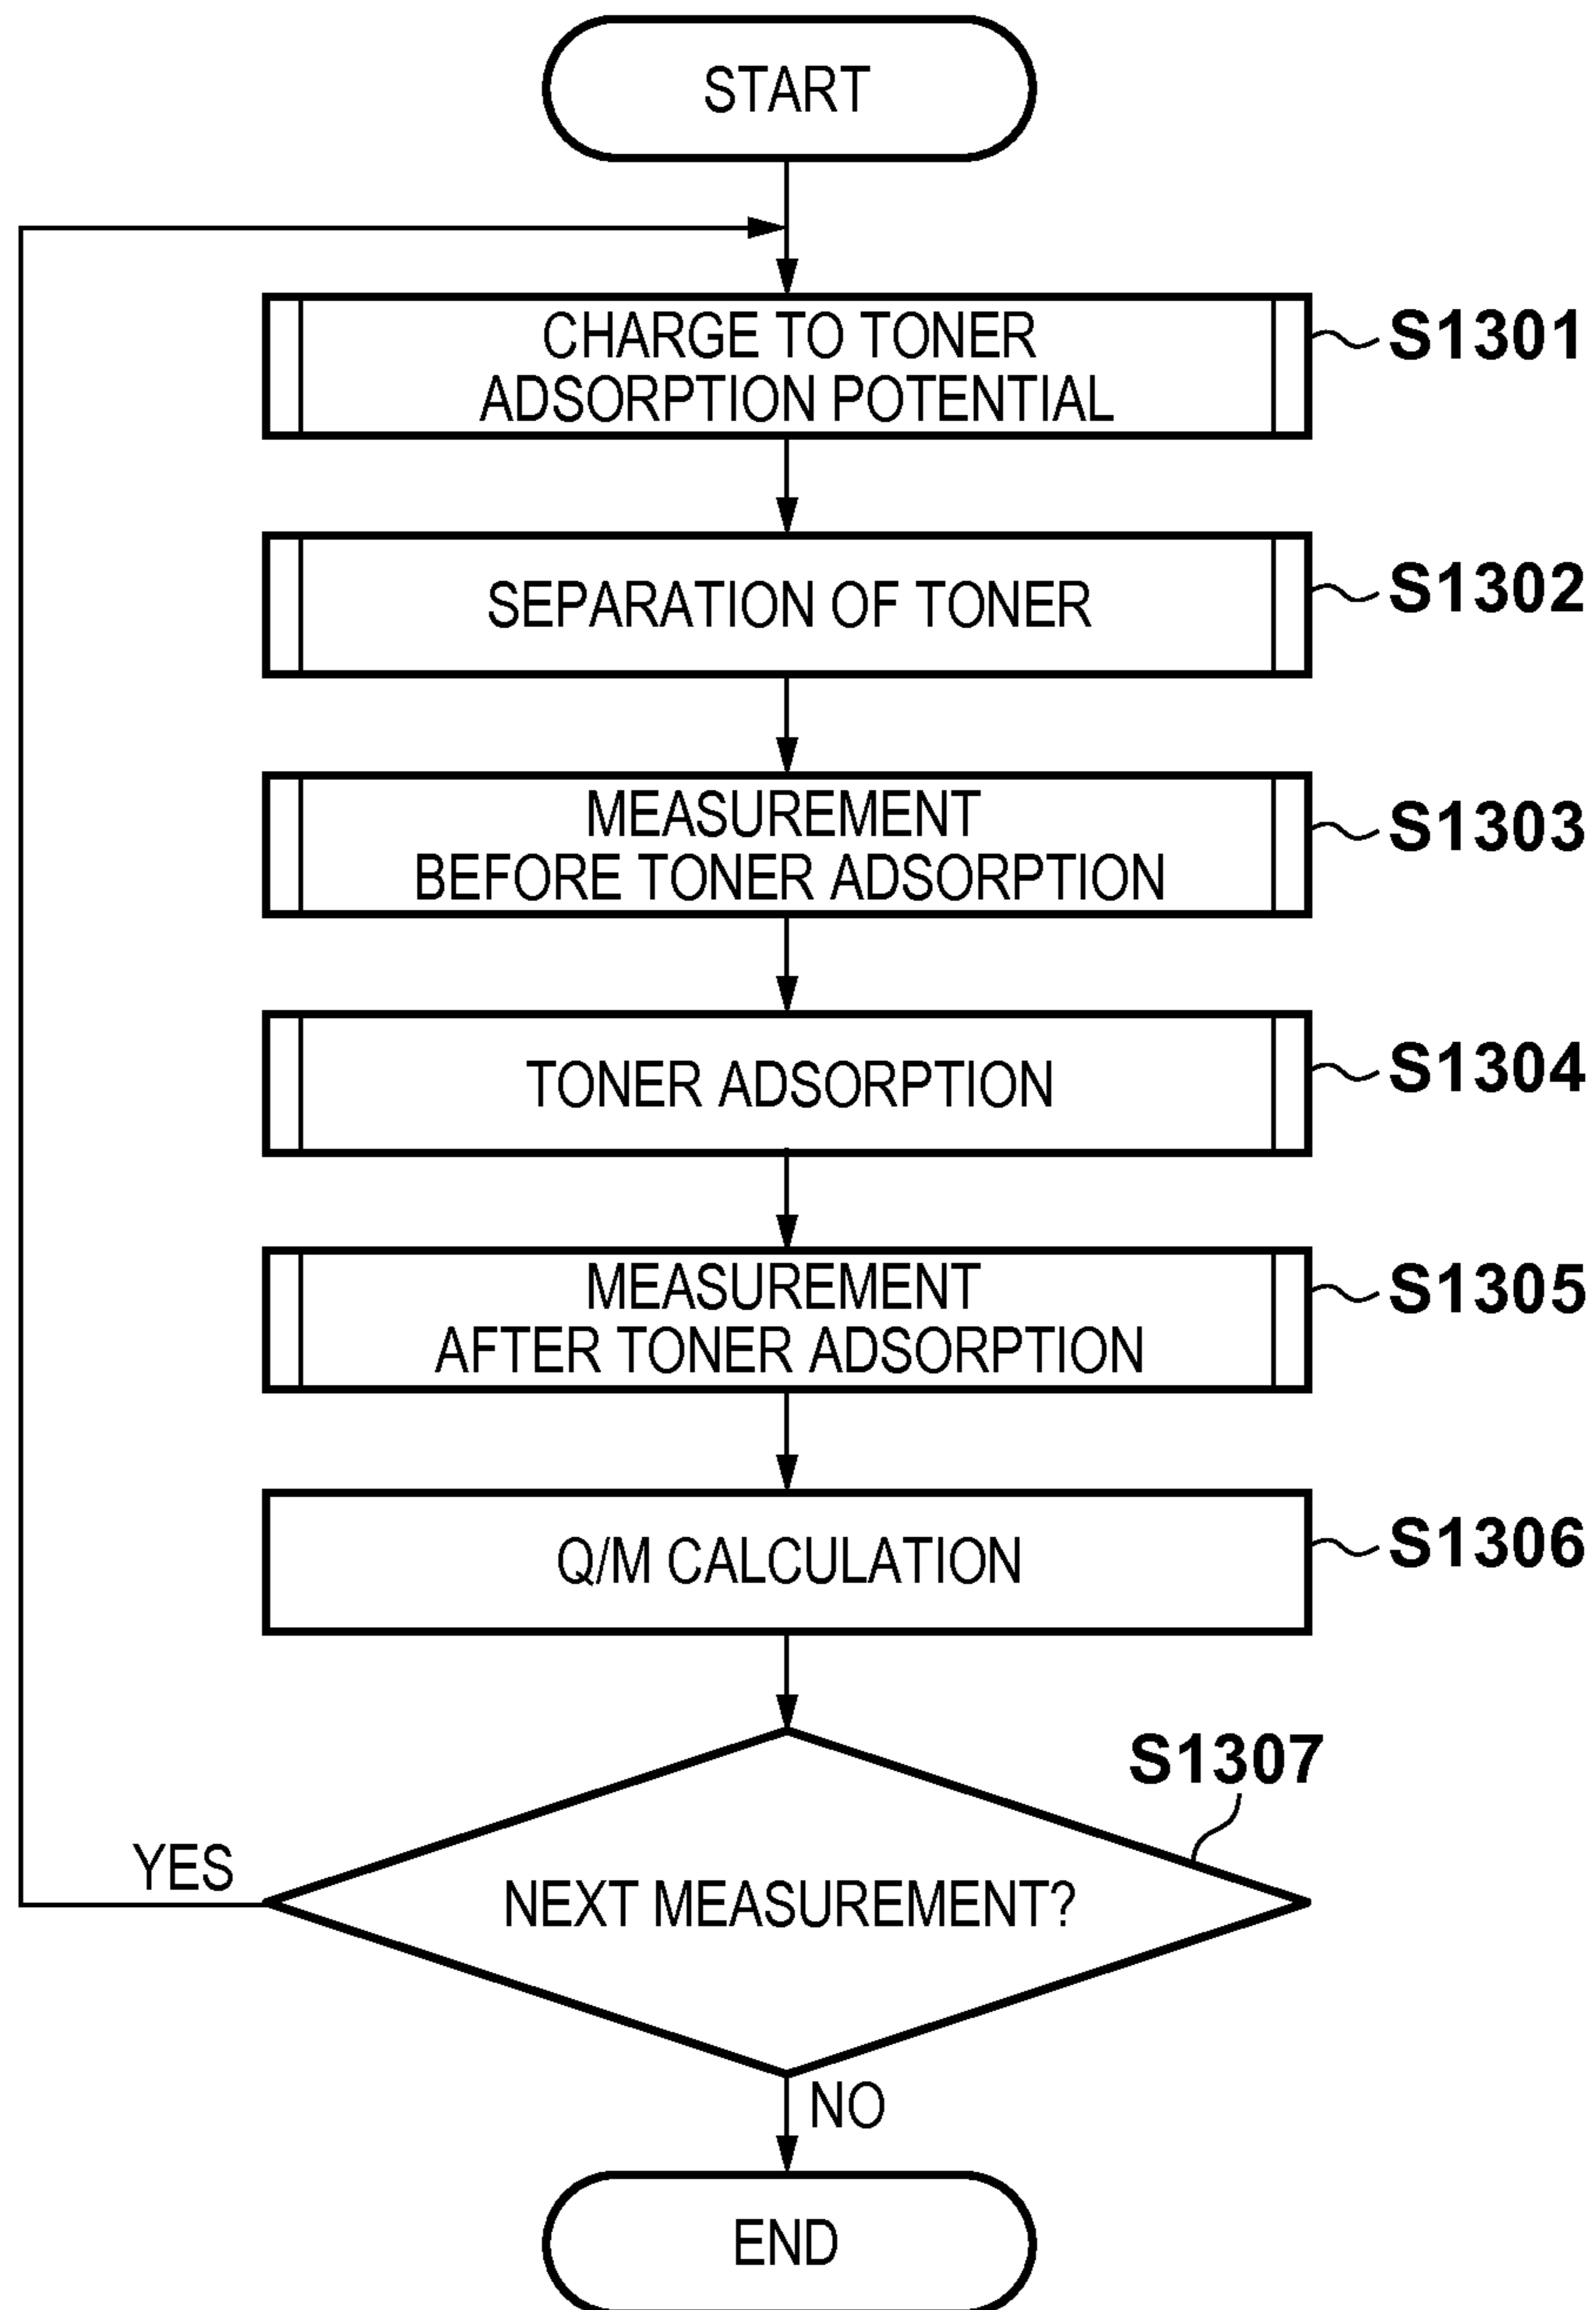 START
CHARGE TO TONER
ADSORPTION POTENTIAL
S1301
SEPARATION OF TONER
S1302
MEASUREMENT
BEFORE TONER ADSORPTION
S1303
TONER ADSORPTION
S1304
MEASUREMENT
AFTER TONER ADSORPTION
S1305
Q/M CALCULATION
S1306
S1307
YES
NEXT MEASUREMENT?
NO
END